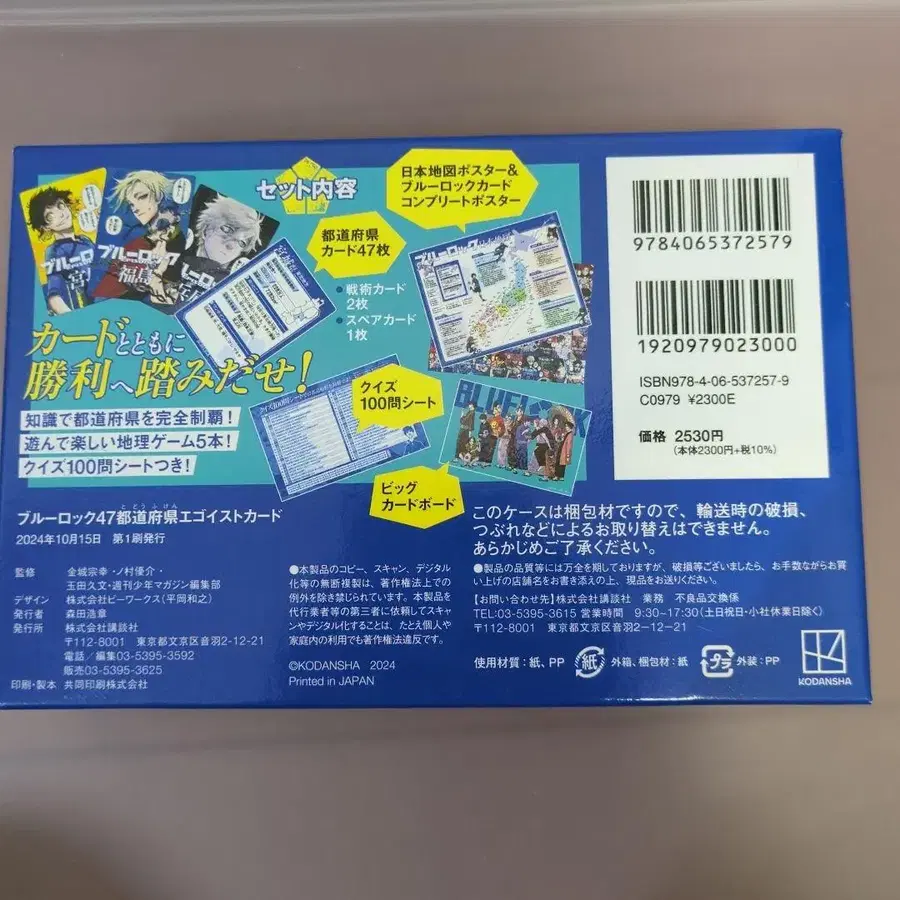 セット内容
日本地図ポスター&
ブルーロックカード
コンプリートポスター
都道府県
カード47枚
• 戦術カード
2枚
• スペアカード
1枚
ブルーロ
宮
ブルーロック
福島
カードとともに
勝利へ踏みだせ!
知識で都道府県を完全制覇!
遊んで楽しい地理ゲーム5本!
クイズ100問シートつき!
クイズ
100問シート
BLUELOCK
ビッグ
カードボード
9784065372579
1920979023000
ISBN978-4-06-537257-9
C0979 ¥2300E
価格 2530円
(本体2300円+税10%)
ブルーロック47都道府県エゴイストカード
とどうふけん
2024年10月15日 第1刷発行
監修 金城宗幸・ノ村優介・
玉田久文・週刊少年マガジン編集部
デザイン 株式会社ビーワークス(平岡和之)
発行者 森田浩章
発行所 株式会社講談社
〒112-8001 東京都文京区音羽2-12-21
電話/編集03-5395-3592
販売03-5395-3625
印刷・製本 共同印刷株式会社
●本製品のコピー、スキャン、デジタル
化等の無断複製は、著作権法上での
例外を除き禁じられています。本製品を
代行業者等の第三者に依頼してスキャ
ンやデジタル化することは、たとえ個人や
家庭内の利用でも著作権法違反です。
©KODANSHA 2024
Printed in JAPAN
このケースは梱包材ですので、輸送時の破損、
つぶれなどによるお取り替えはできません。
あらかじめご了承ください。
●製品の品質等には万全を期しておりますが、破損等ございましたら、お手数ながらお買
い上げの店舗名をお書き添えの上、現品をお送りください。
【お問い合わせ先】株式会社講談社 業務 不良品交換係
TEL:03-5395-3615 営業時間 9:30~17:30(土日祝日・小社休業日除く)
〒112-8001 東京都文京区音羽2-12-21
使用材質:紙、PP
紙
外箱、梱包材:紙
プラ
外装:PP
KODANSHA